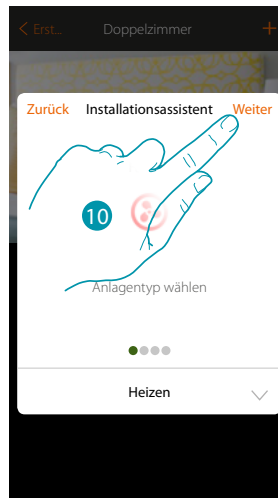 < Erst... Doppelzimmer +
Zurück Installationsassistent Weiter
10
Anlagentyp wählen
Heizen